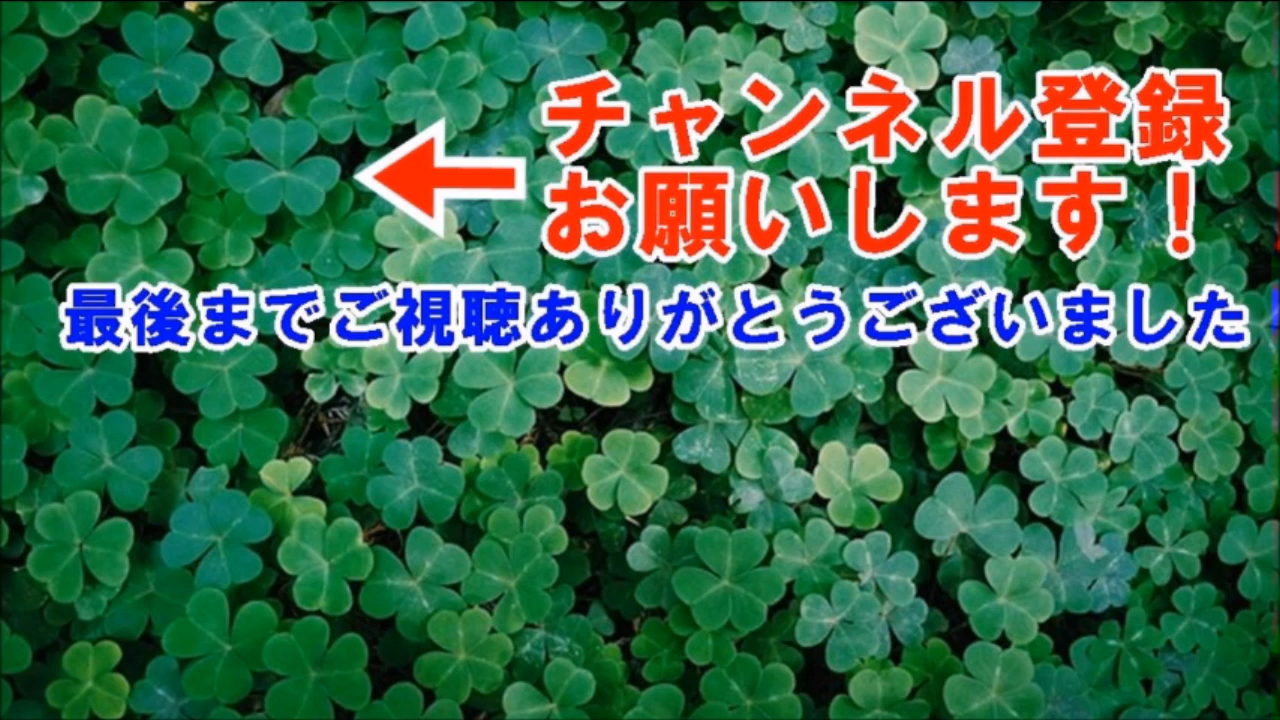 チャンネル登録
お願いします！
最後までご視聴ありがとうございました